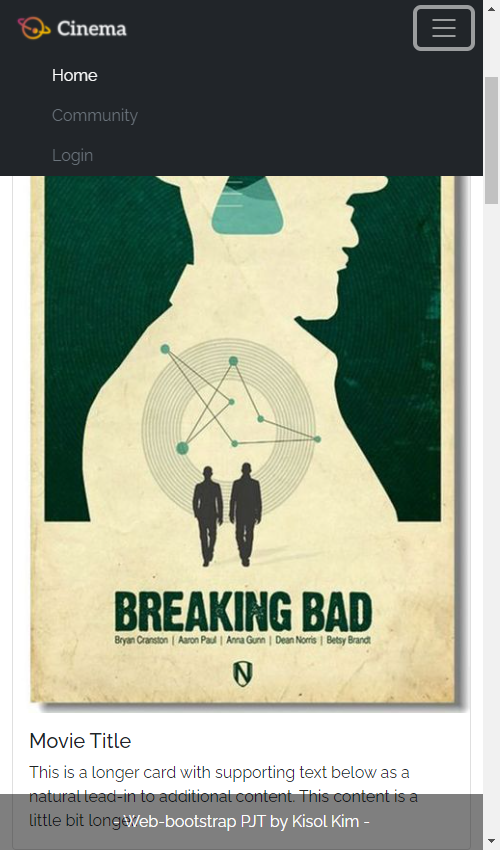 Cinema
Home
Community
Login
BREAKING BAD
Bryan Cranston | Aaron Paul | Anna Gunn | Dean Norris | Betsy Brandt
Movie Title
This is a longer card with supporting text below as a
natural lead-in to additional content. This content is a
little bit longer.
- Web-bootstrap PJT by Kisol Kim -